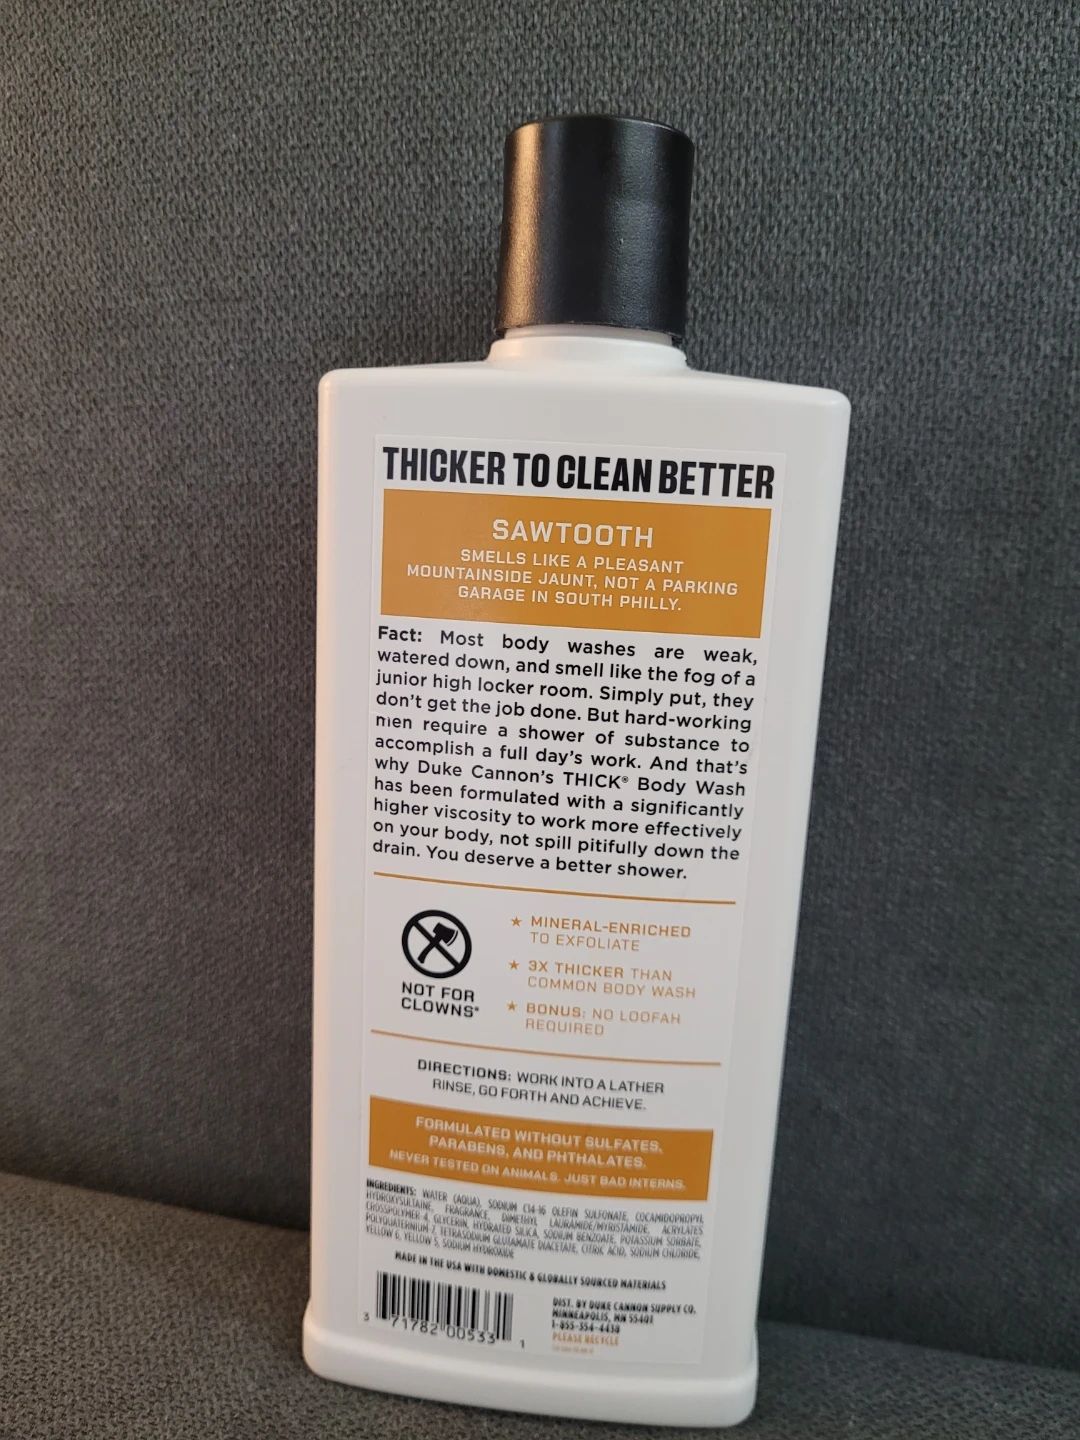 THICKER TO CLEAN BETTER
SAWTOOTH
SMELLS LIKE A PLEASANT
MOUNTAINSIDE JAUNT, NOT A PARKING
GARAGE IN SOUTH PHILLY.
Fact: Most body washes are weak,
watered down, and smell like the fog of a
junior high locker room. Simply put, they
don't get the job done. But hard-working
men require a shower of substance to
accomplish a full day's work. And that's
why Duke Cannon's THICK® Body Wash
has been formulated with a significantly
higher viscosity to work more effectively
on your body, not spill pitifully down the
drain. You deserve a better shower.
NOT FOR
CLOWNS®
★ MINERAL-ENRICHED
TO EXFOLIATE
★ 3X THICKER THAN
COMMON BODY WASH
★ BONUS: NO LOOFAH
REQUIRED
DIRECTIONS: WORK INTO A LATHER
RINSE, GO FORTH AND ACHIEVE.
FORMULATED WITHOUT SULFATES,
PARABENS, AND PHTHALATES.
NEVER TESTED ON ANIMALS. JUST BAD INTERNS.
INGREDIENTS: WATER (AQUA), SODIUM C14-16 OLEFIN SULFONATE, COCAMIDOPROPYL
HYDROXYSULTAINE, FRAGRANCE, DIMETHYL LAURAMIDE/MYRISTAMIDE, ACRYLATES
CROSSPOLYMER-4, GLYCERIN, HYDRATED SILICA, SODIUM BENZOATE, POTASSIUM SORBATE,
POLYQUATERNIUM-7, TETRASODIUM GLUTAMATE DIACETATE, CITRIC ACID, SODIUM CHLORIDE,
YELLOW 6, YELLOW 5, SODIUM HYDROXIDE
MADE IN THE USA WITH DOMESTIC & GLOBALLY SOURCED MATERIALS
3 71782 00533 1
DIST. BY DUKE CANNON SUPPLY CO.
MINNEAPOLIS, MN 55401
1-855-354-4438
PLEASE RECYCLE